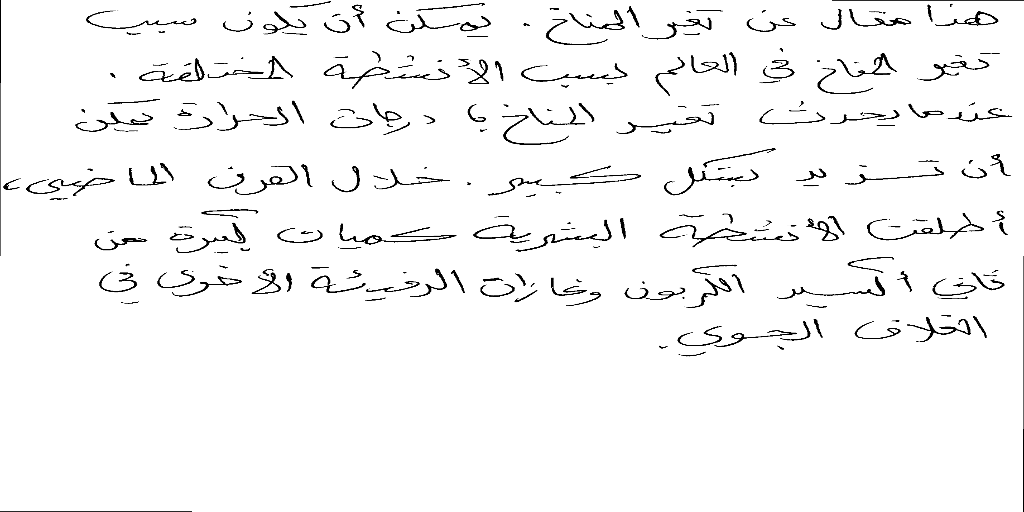 هنا مقال عن تغير المناخ. يمكن أن يكون سبب
تغير المناخ في العالم بسبب الأنشطة المختلفة.
عندما يحدث تغير المناخ، درجات الحرارة يمكن
أن تزيد بشكل كبير. خلال القرن الماضي،
أطلقت الأنشطة البشرية كميات كبيرة من
ثاني أكسيد الكربون وغازات الدفيئة الأخرى في
الغلاف الجوي.